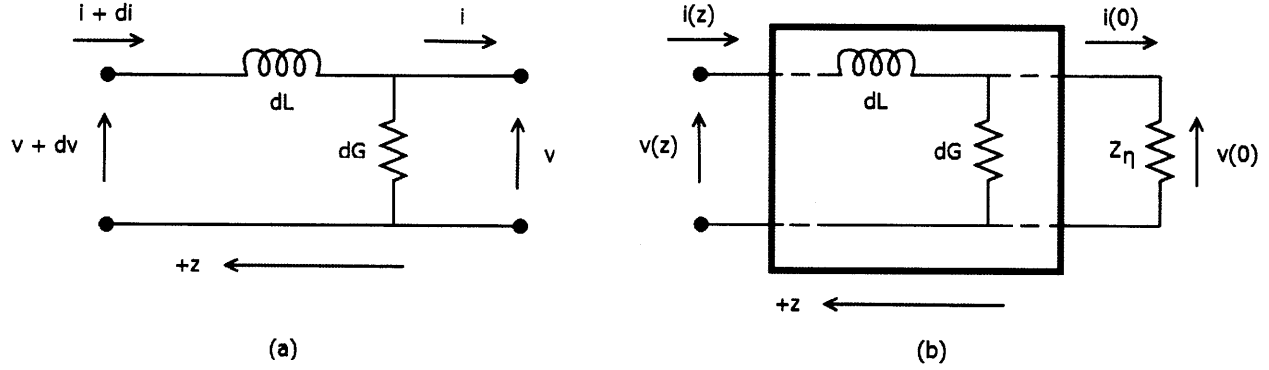 i + di
i
dL
dG
v + dv
v
+z
(a)
i(z)
i(0)
dL
dG
v(z)
Zη
v(0)
+z
(b)